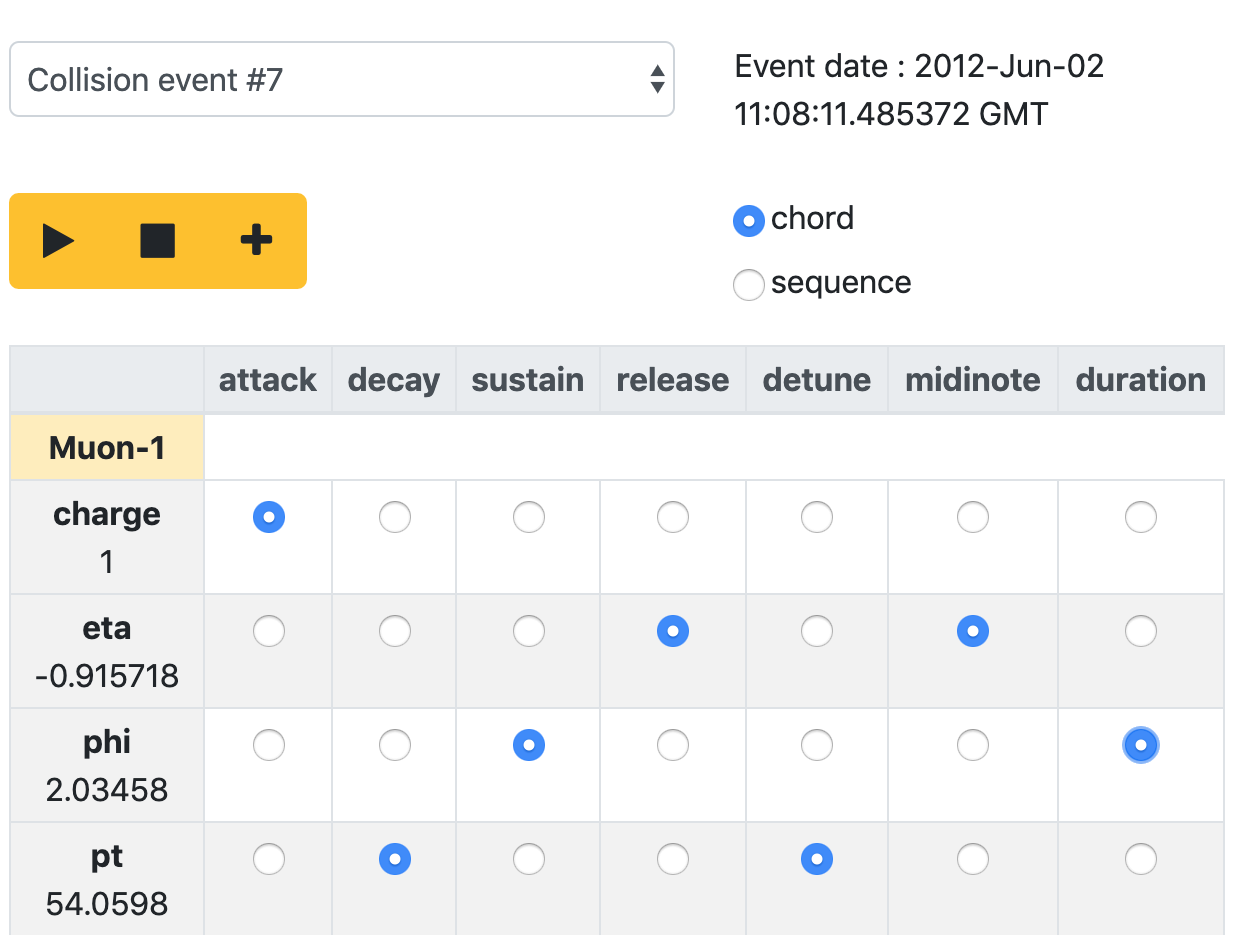 Collision event #7
Event date : 2012-Jun-02
11:08:11.485372 GMT
chord
sequence
attack decay sustain release detune midinote duration
Muon-1
charge
1
eta
-0.915718
phi
2.03458
pt
54.0598